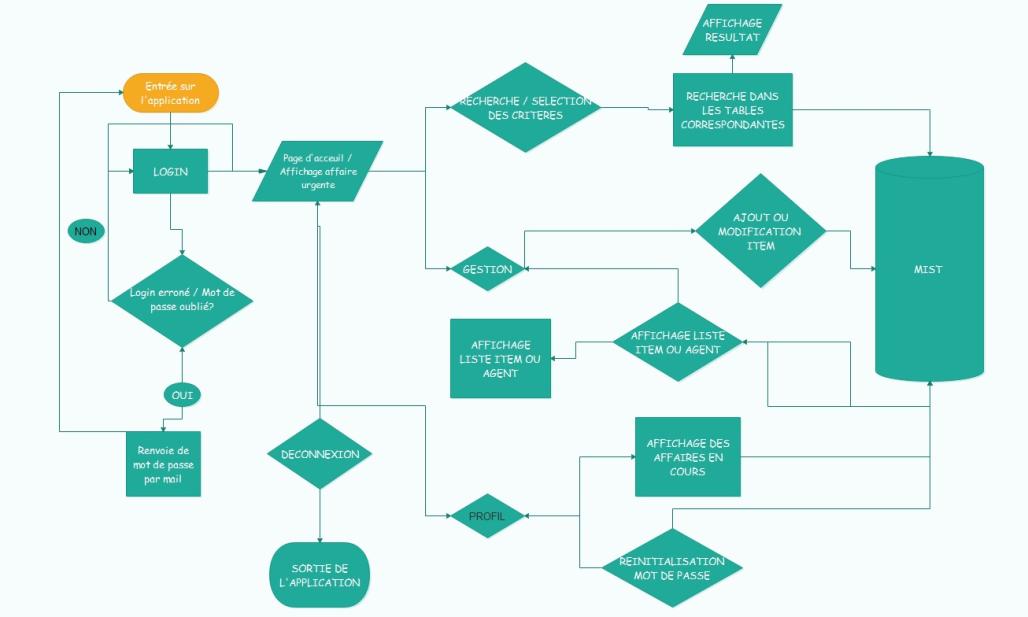 AFFICHAGE
RESULTAT
Entrée sur
l'application
RECHERCHE / SELECTION
DES CRITERES
RECHERCHE DANS
LES TABLES
CORRESPONDANTES
LOGIN
Page d'acceuil /
Affichage affaire
urgente
NON
AJOUT OU
MODIFICATION
ITEM
GESTION
MIST
Login erroné / Mot de
passe oublié?
AFFICHAGE
LISTE ITEM OU
AGENT
AFFICHAGE LISTE
ITEM OU AGENT
OUI
Renvoie de
mot de passe
par mail
DECONNEXION
AFFICHAGE DES
AFFAIRES EN
COURS
PROFIL
SORTIE DE
L'APPLICATION
REINITIALISATION
MOT DE PASSE